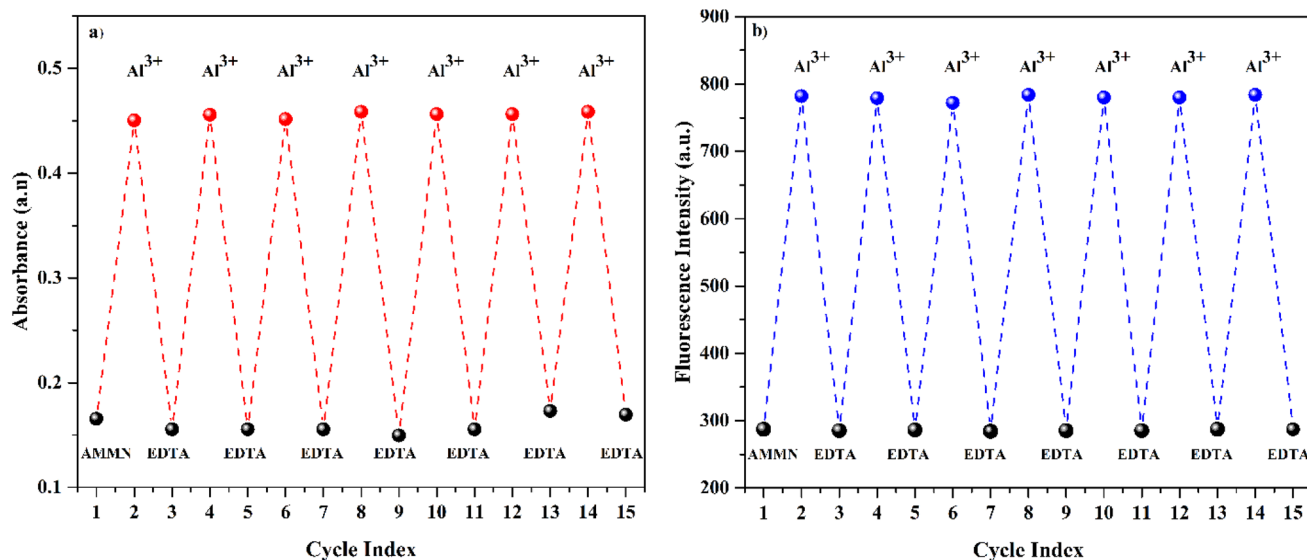 a)
Al3+ Al3+ Al3+ Al3+ Al3+ Al3+ Al3+
0.5
0.4
0.3
0.2
0.1
Absorbance (a.u)
AMMN EDTA EDTA EDTA EDTA EDTA EDTA EDTA
1 2 3 4 5 6 7 8 9 10 11 12 13 14 15
Cycle Index
b)
Al3+ Al3+ Al3+ Al3+ Al3+ Al3+ Al3+
900
800
700
600
500
400
300
200
Fluorescence Intensity (a.u.)
AMMN EDTA EDTA EDTA EDTA EDTA EDTA EDTA
1 2 3 4 5 6 7 8 9 10 11 12 13 14 15
Cycle Index